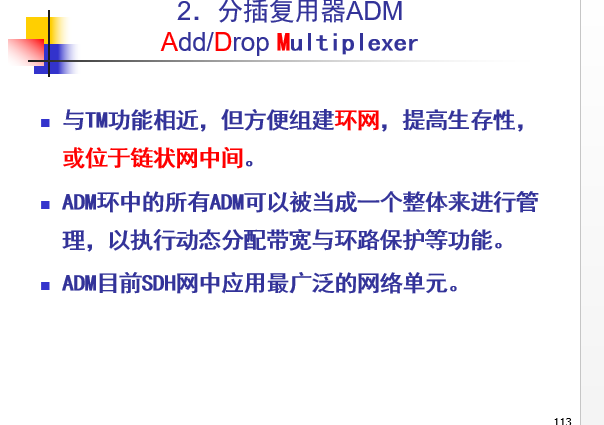 2．分插复用器ADM
Add/Drop Multiplexer
与TM功能相近，但方便组建环网，提高生存性，
或位于链状网中间。
ADM环中的所有ADM可以被当成一个整体来进行管
理，以执行动态分配带宽与环路保护等功能。
ADM目前SDH网中应用最广泛的网络单元。
113